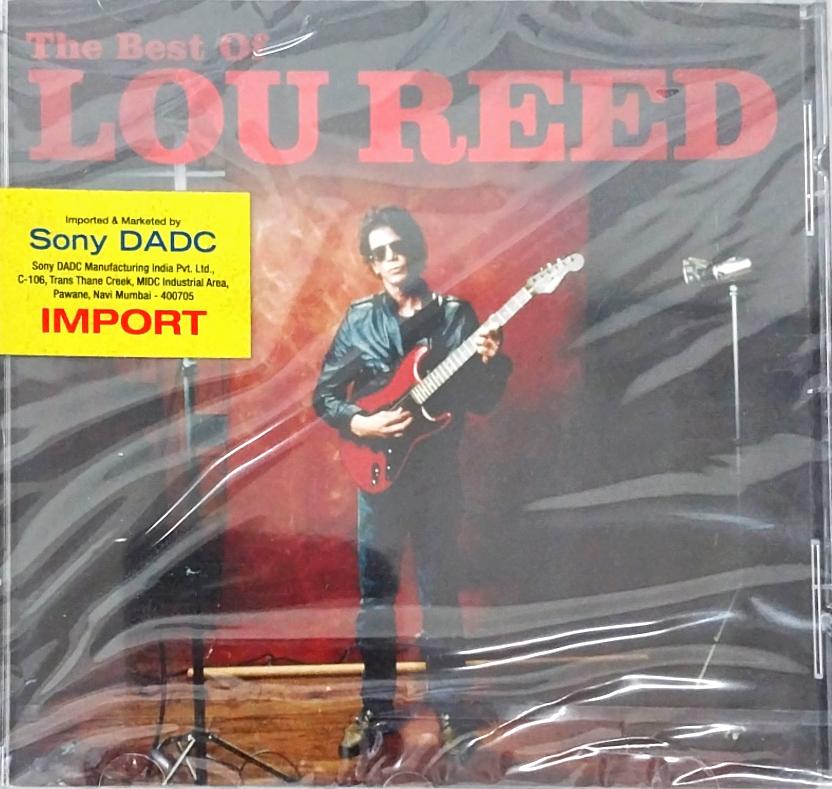 The Best Of
LOU REED
Imported & Marketed by
Sony DADC
Sony DADC Manufacturing India Pvt. Ltd.,
C-106, Trans Thane Creek, MIDC Industrial Area,
Pawane, Navi Mumbai - 400705
IMPORT